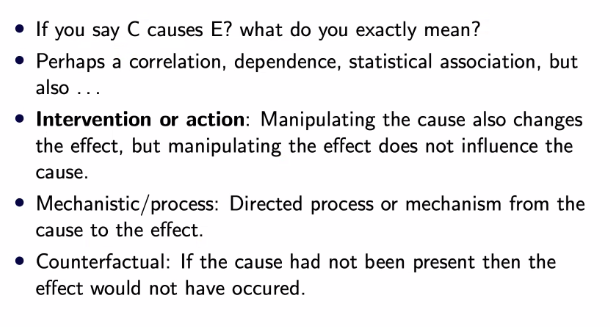 • If you say C causes E? what do you exactly mean?
• Perhaps a correlation, dependence, statistical association, but
also ...
• Intervention or action: Manipulating the cause also changes
the effect, but manipulating the effect does not influence the
cause.
• Mechanistic/process: Directed process or mechanism from the
cause to the effect.
• Counterfactual: If the cause had not been present then the
effect would not have occured.